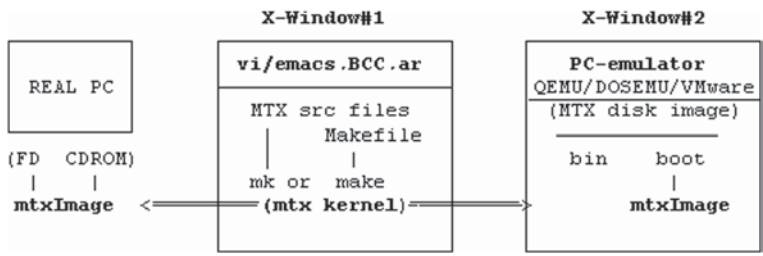 X-Window#1 X-Window#2
vi/emacs.BCC.ar PC-emulator
REAL PC QEMU/DOSEMU/VMware
MTX src files (MTX disk image)
Makefile
(FD CDROM) bin boot
mk or make
mtxImage (mtx kernel) mtxImage